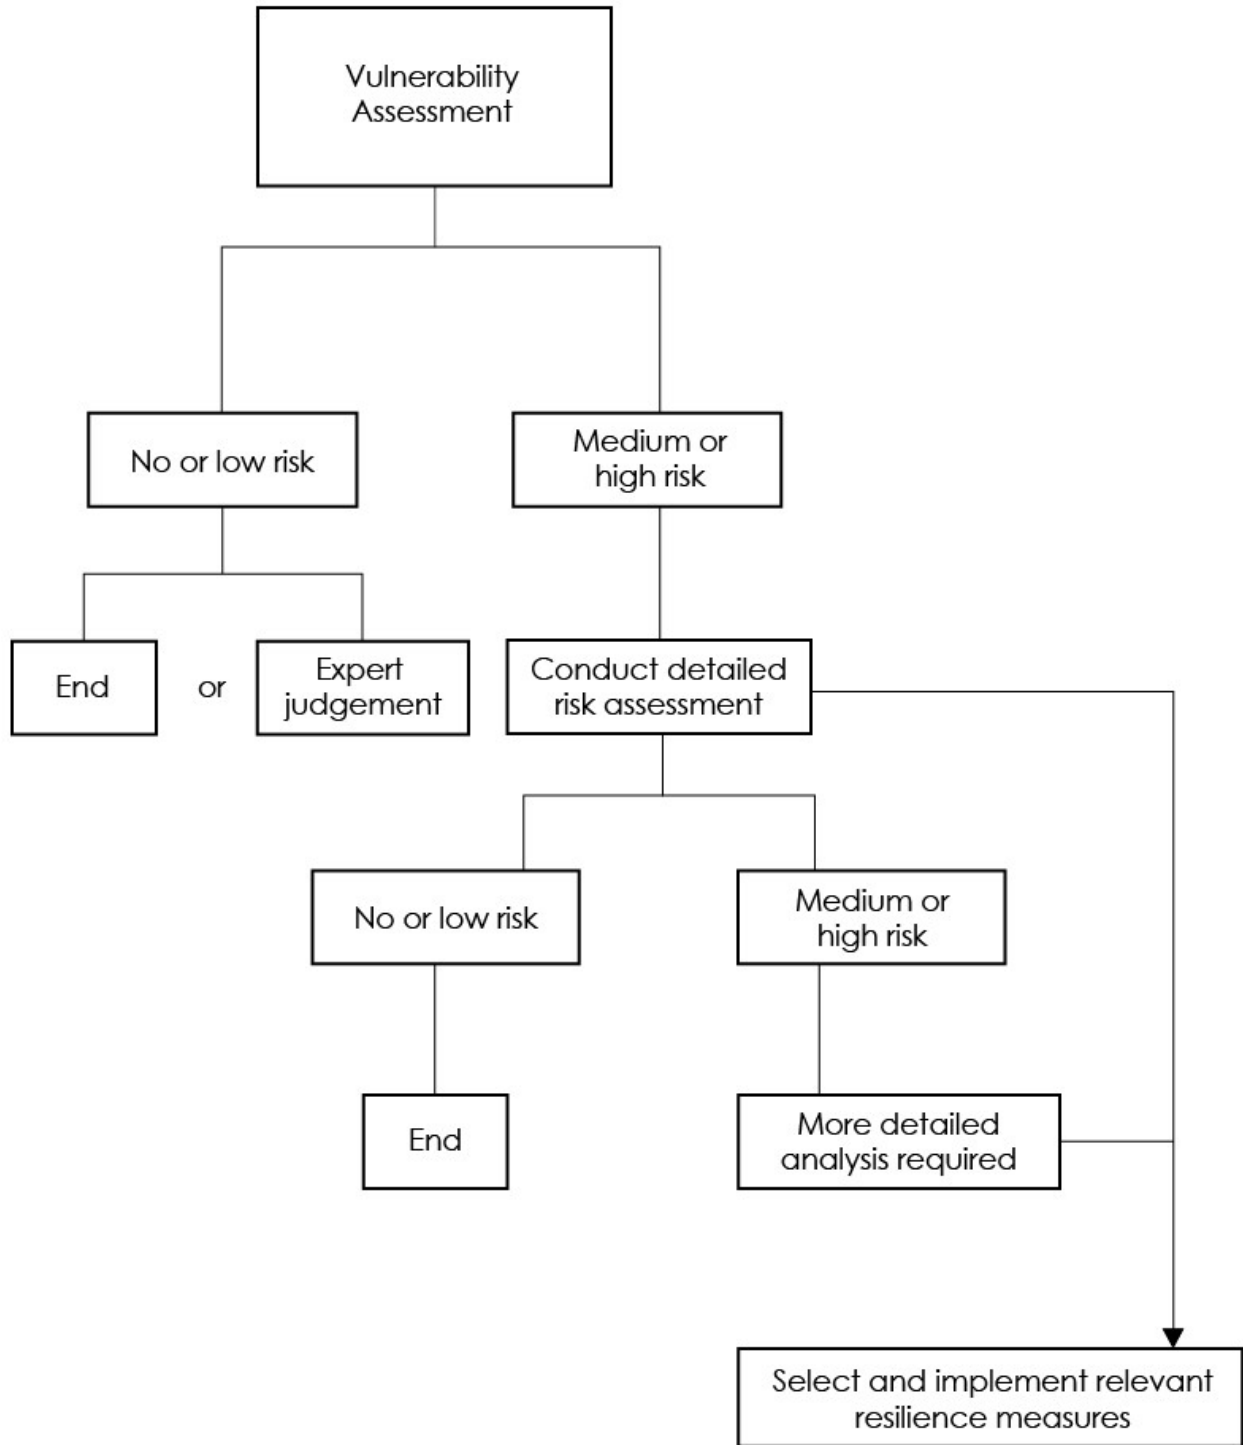 Vulnerability
Assessment
No or low risk
Medium or
high risk
End
or
Expert
judgement
Conduct detailed
risk assessment
No or low risk
Medium or
high risk
End
More detailed
analysis required
Select and implement relevant
resilience measures